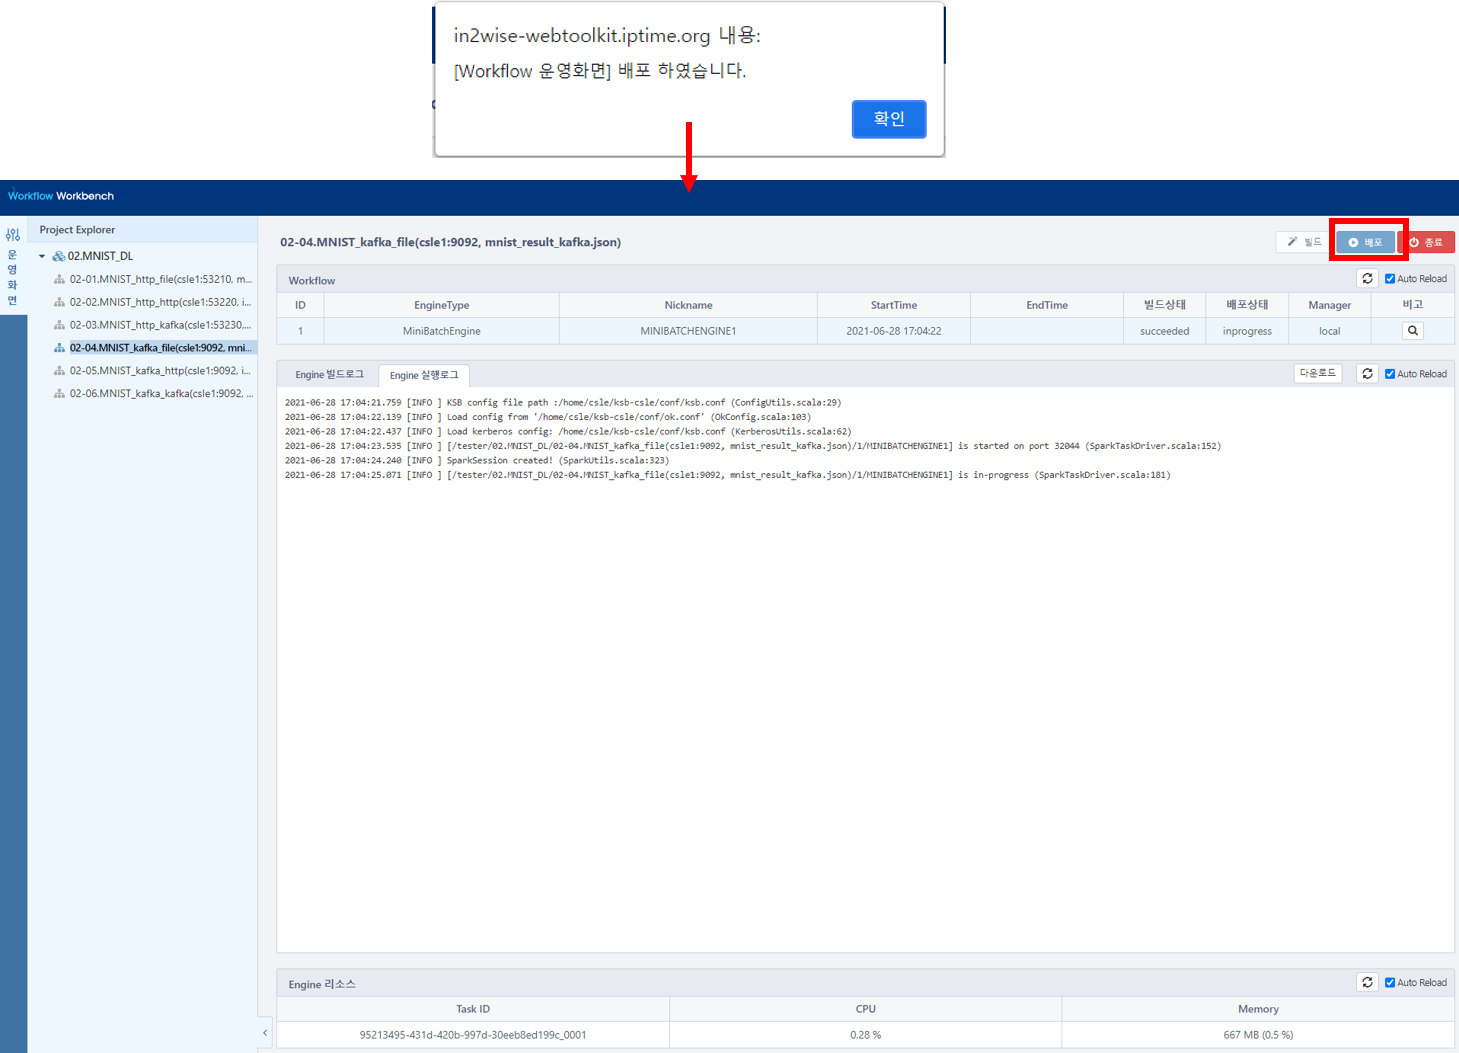 in2wise-webtoolkit.iptime.org 내용:
[Workflow 운영화면] 배포 하였습니다.
확인
Workflow Workbench
운영화면
Project Explorer
02.MNIST_DL
02-01.MNIST_http_file(csle1:53210, m...
02-02.MNIST_http_http(csle1:53220, i...
02-03.MNIST_http_kafka(csle1:53230,...
02-04.MNIST_kafka_file(csle1:9092, mni...
02-05.MNIST_kafka_http(csle1:9092, i...
02-06.MNIST_kafka_kafka(csle1:9092, ...
02-04.MNIST_kafka_file(csle1:9092, mnist_result_kafka.json)
빌드 배포 종료
Workflow Auto Reload
ID EngineType Nickname StartTime EndTime 빌드상태 배포상태 Manager 비고
1 MiniBatchEngine MINIBATCHENGINE1 2021-06-28 17:04:22 succeeded inprogress local
Engine 빌드로그 Engine 실행로그 다운로드 Auto Reload
2021-06-28 17:04:21.759 [INFO ] KSB config file path :/home/csle/ksb-csle/conf/ksb.conf (ConfigUtils.scala:29)
2021-06-28 17:04:22.139 [INFO ] Load config from '/home/csle/ksb-csle/conf/ok.conf' (OkConfig.scala:103)
2021-06-28 17:04:22.437 [INFO ] Load kerberos config: /home/csle/ksb-csle/conf/ksb.conf (KerberosUtils.scala:62)
2021-06-28 17:04:23.535 [INFO ] [/tester/02.MNIST_DL/02-04.MNIST_kafka_file(csle1:9092, mnist_result_kafka.json)/1/MINIBATCHENGINE1] is started on port 32044 (SparkTaskDriver.scala:152)
2021-06-28 17:04:24.240 [INFO ] SparkSession created! (SparkUtils.scala:323)
2021-06-28 17:04:25.071 [INFO ] [/tester/02.MNIST_DL/02-04.MNIST_kafka_file(csle1:9092, mnist_result_kafka.json)/1/MINIBATCHENGINE1] is in-progress (SparkTaskDriver.scala:181)
Engine 리소스 Auto Reload
Task ID CPU Memory
95213495-431d-420b-997d-30eeb8ed199c_0001 0.28 % 667 MB (0.5 %)